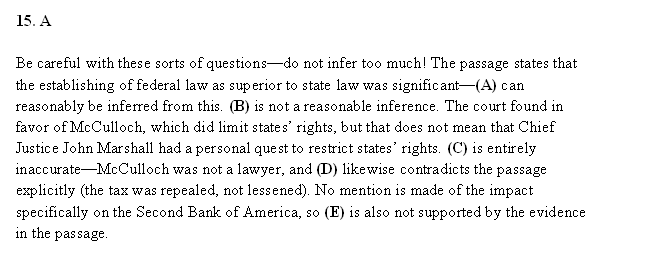 15. A
Be careful with these sorts of questions—do not infer too much! The passage states that
the establishing of federal law as superior to state law was significant—(A) can
reasonably be inferred from this. (B) is not a reasonable inference. The court found in
favor of McCulloch, which did limit states' rights, but that does not mean that Chief
Justice John Marshall had a personal quest to restrict states' rights. (C) is entirely
inaccurate—McCulloch was not a lawyer, and (D) likewise contradicts the passage
explicitly (the tax was repealed, not lessened). No mention is made of the impact
specifically on the Second Bank of America, so (E) is also not supported by the evidence
in the passage.